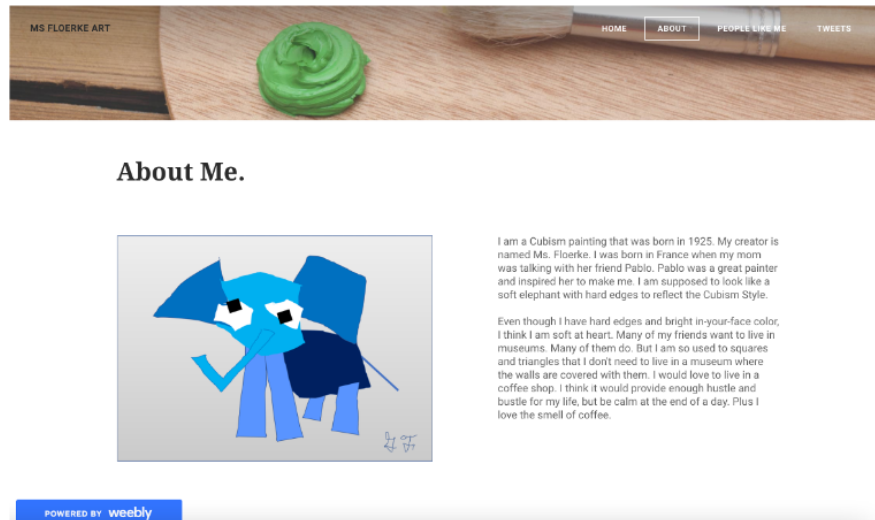 MS FLOERKE ART
HOME ABOUT PEOPLE LIKE ME TWEETS
About Me.
I am a Cubism painting that was born in 1925. My creator is
named Ms. Floerke. I was born in France when my mom
was talking with her friend Pablo. Pablo was a great painter
and inspired her to make me. I am supposed to look like a
soft elephant with hard edges to reflect the Cubism Style.
Even though I have hard edges and bright in-your-face color,
I think I am soft at heart. Many of my friends want to live in
museums. Many of them do. But I am so used to squares
and triangles that I don't need to live in a museum where
the walls are covered with them. I would love to live in a
coffee shop. I think it would provide enough hustle and
bustle for my life, but be calm at the end of a day. Plus I
love the smell of coffee.
POWERED BY weebly